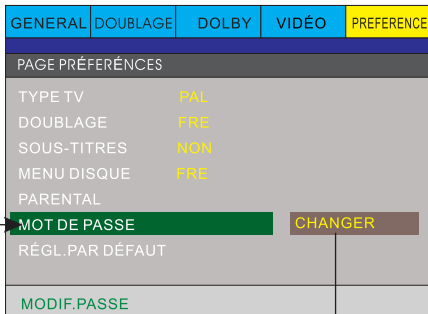 GENERAL DOUBLAGE DOLBY VIDÉO PREFERENCE
PAGE PRÉFERÉNCES
TYPE TV PAL
DOUBLAGE FRE
SOUS-TITRES NON
MENU DISQUE FRE
PARENTAL
MOT DE PASSE CHANGER
RÉGL.PAR DÉFAUT
MODIF.PASSE